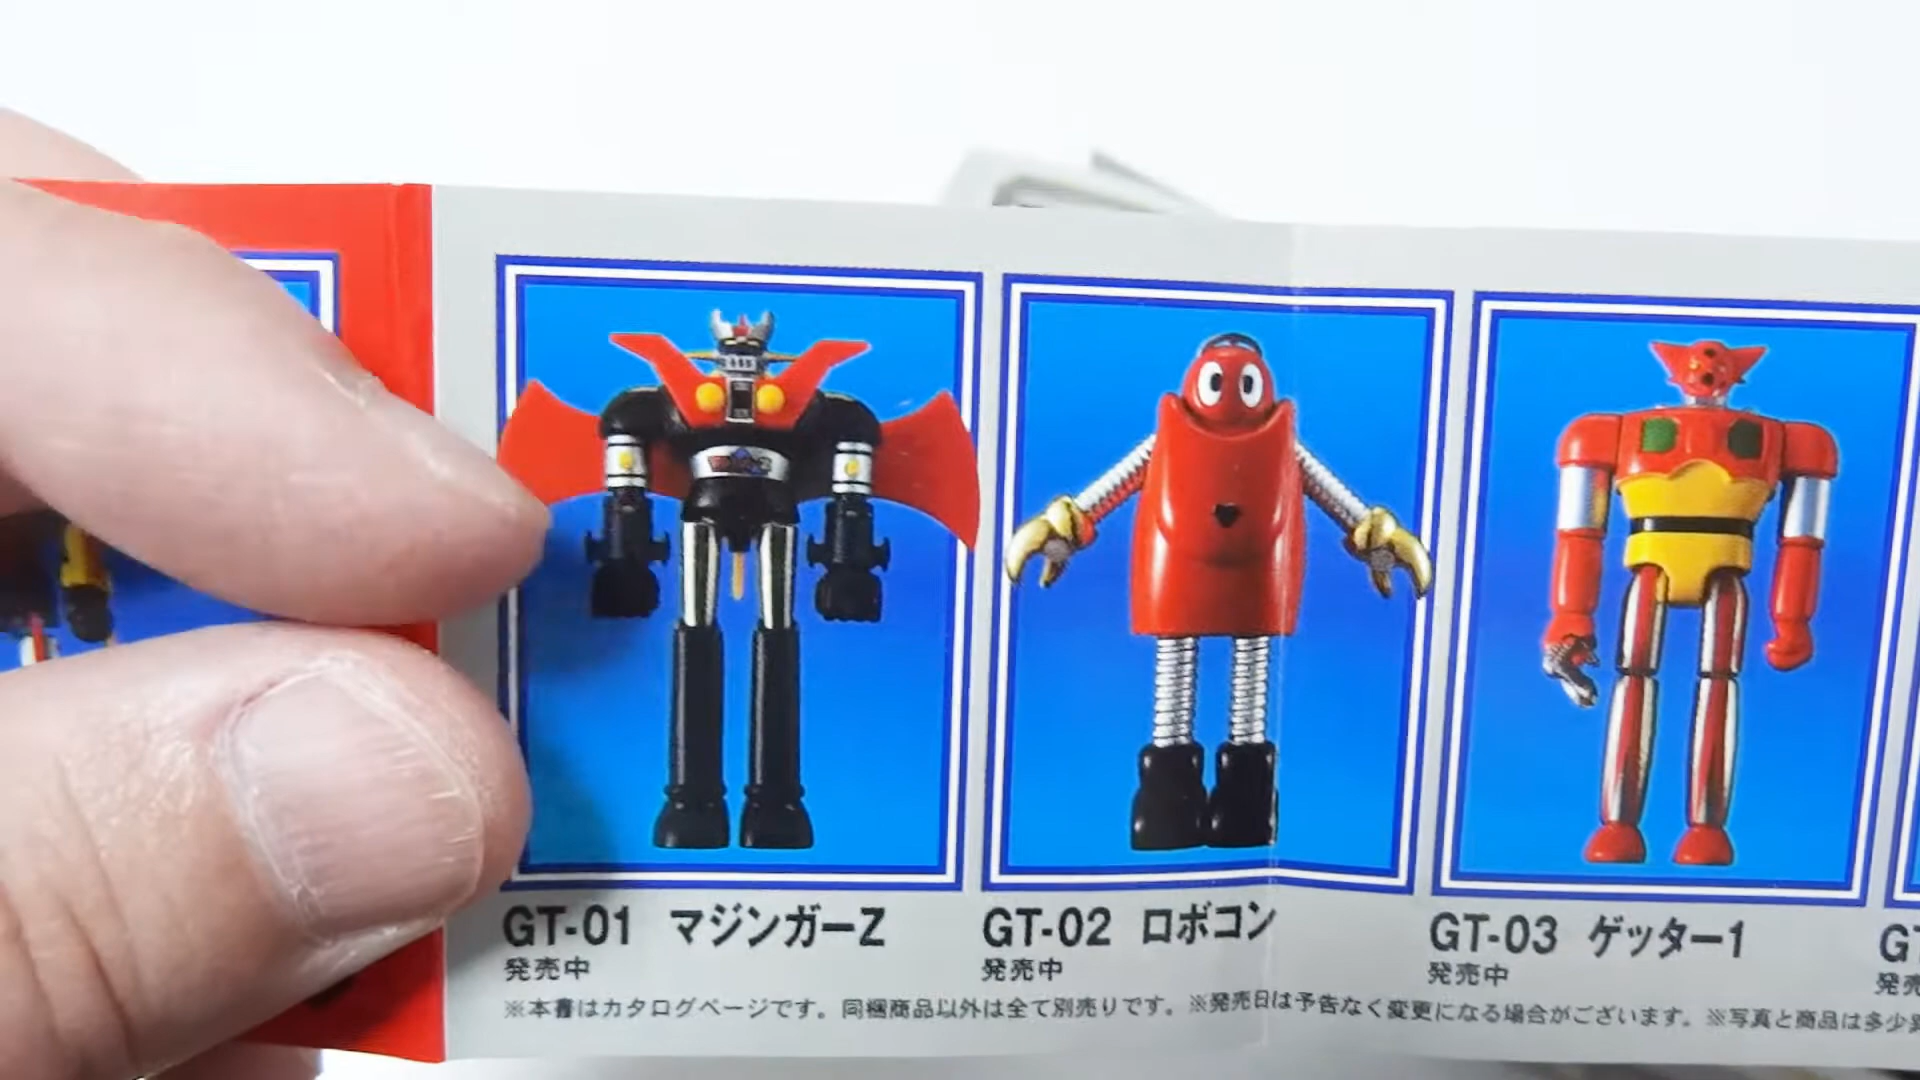 GT-01 マジンガーZ
発売中
GT-02 ロボコン
発売中
GT-03 ゲッター1
発売中
※本書はカタログページです。同梱商品以外は全て別売りです。※発売日は予告なく変更になる場合がございます。※写真と商品は多少